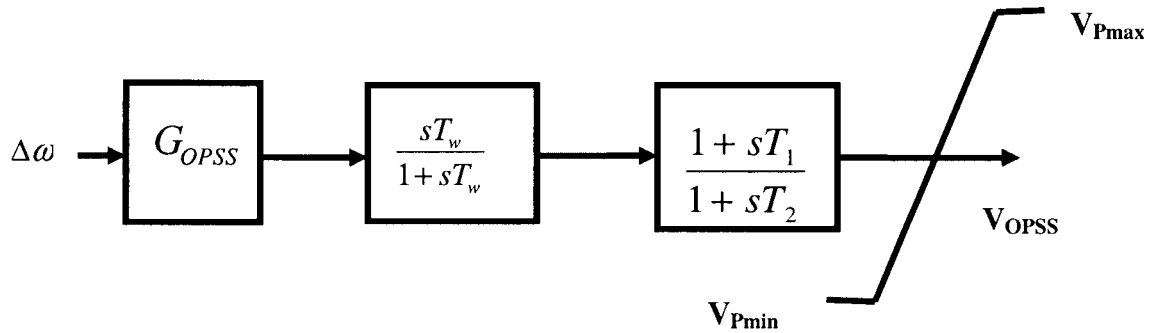 V_Pmax
Δω
G_OPSS
sT_w
1 + sT_w
1 + sT_1
1 + sT_2
V_OPSS
V_Pmin